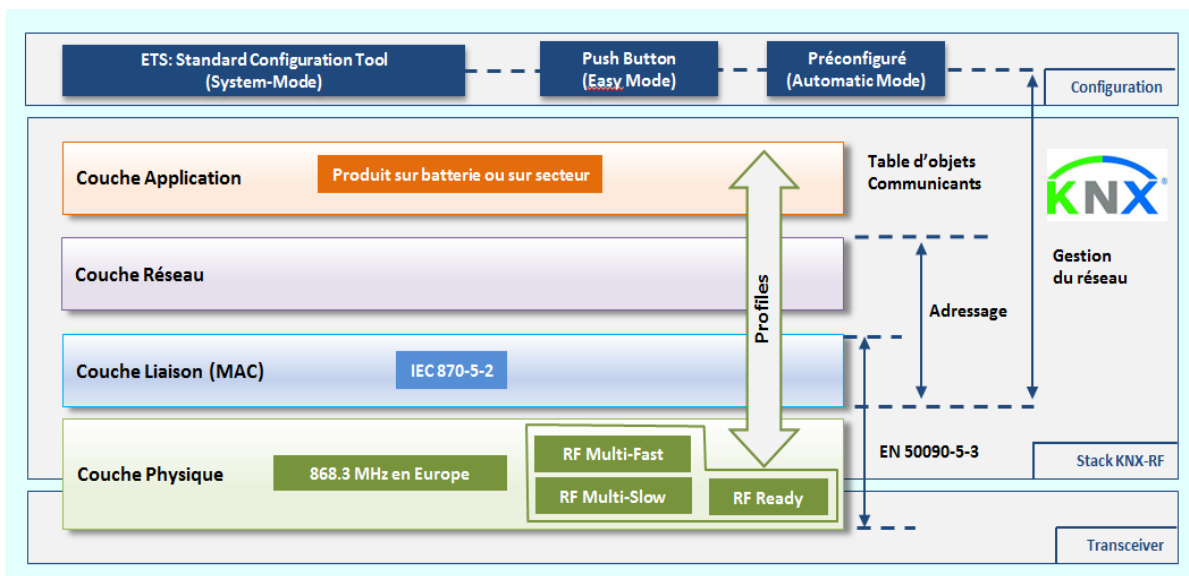 ETS: Standard Configuration Tool
(System-Mode)
Push Button
(Easy Mode)
Préconfiguré
(Automatic Mode)
Configuration
Couche Application
Produit sur batterie ou sur secteur
Table d'objets
Communicants
KNX®
Couche Réseau
Gestion
du réseau
Profiles
Adressage
Couche Liaison (MAC)
IEC 870-5-2
Couche Physique
868.3 MHz en Europe
RF Multi-Fast
RF Multi-Slow
RF Ready
EN 50090-5-3
Stack KNX-RF
Transceiver